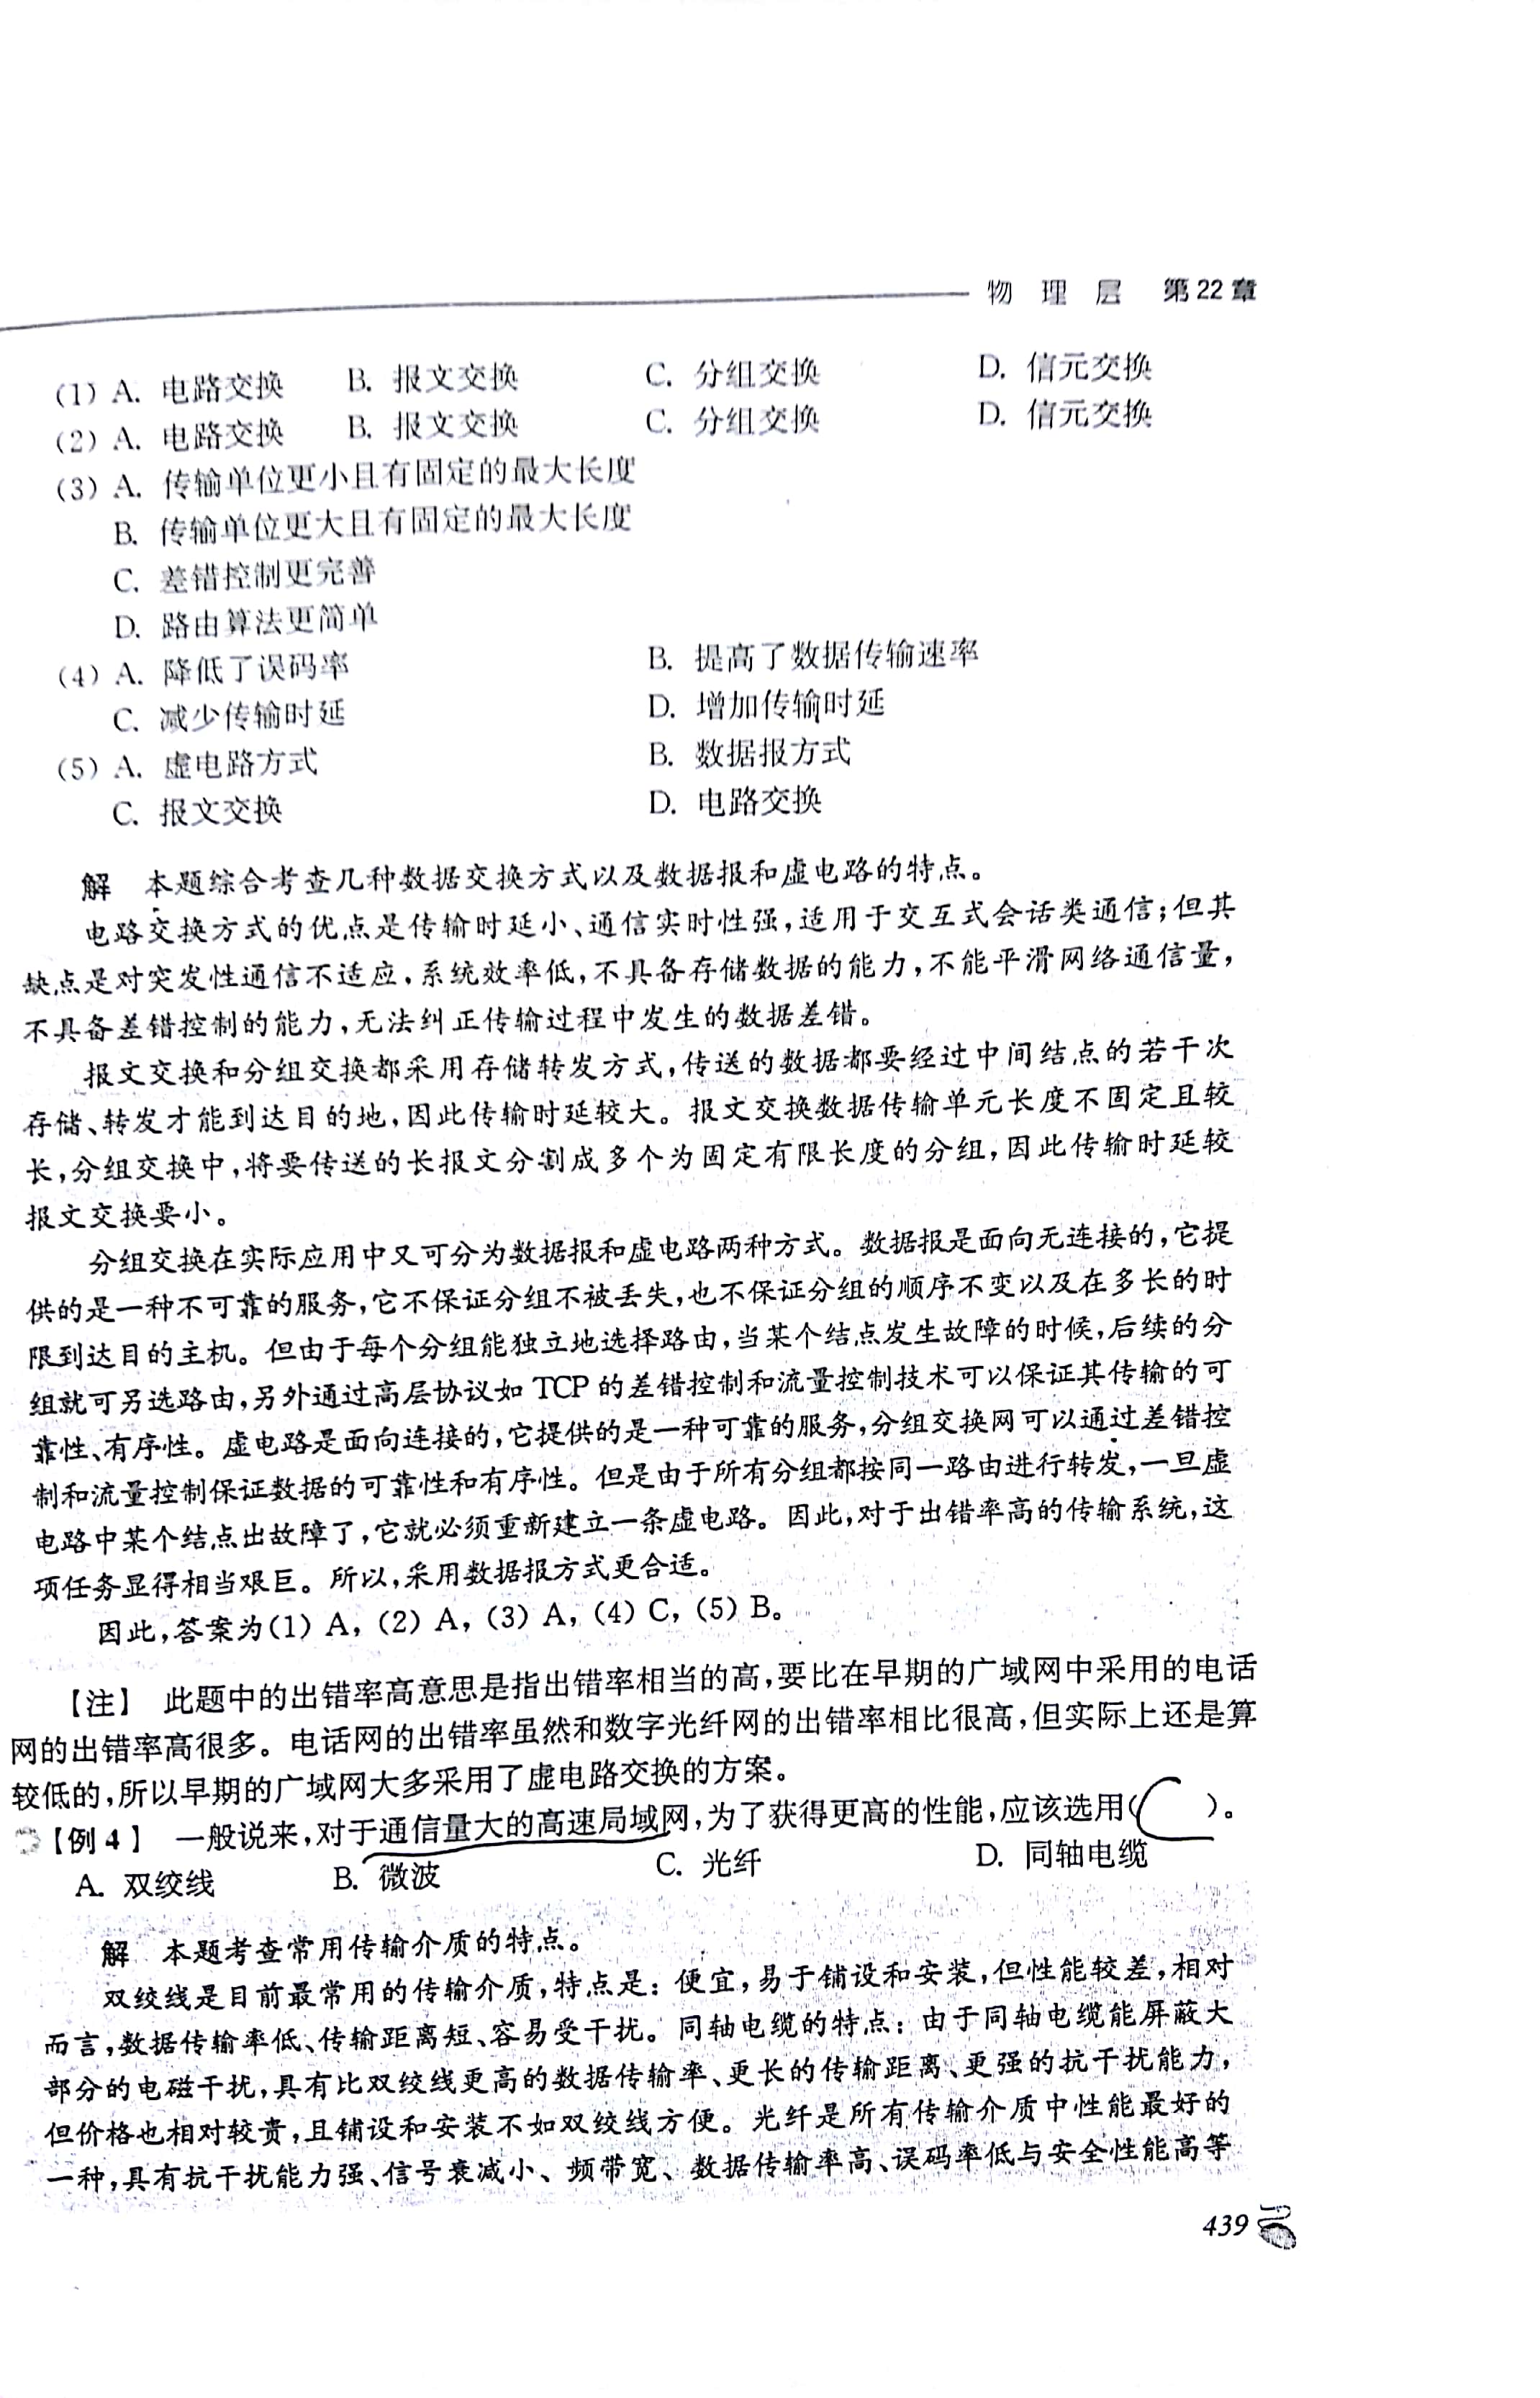 物 理 层 第22章
(1) A. 电路交换 B. 报文交换 C. 分组交换 D. 信元交换
(2) A. 电路交换 B. 报文交换 C. 分组交换 D. 信元交换
(3) A. 传输单位更小且有固定的最大长度
B. 传输单位更大且有固定的最大长度
C. 差错控制更完善
D. 路由算法更简单
(4) A. 降低了误码率 B. 提高了数据传输速率
C. 减少传输时延 D. 增加传输时延
(5) A. 虚电路方式 B. 数据报方式
C. 报文交换 D. 电路交换
解 本题综合考查几种数据交换方式以及数据报和虚电路的特点。
电路交换方式的优点是传输时延小、通信实时性强,适用于交互式会话类通信;但其
缺点是对突发性通信不适应,系统效率低,不具备存储数据的能力,不能平滑网络通信量,
不具备差错控制的能力,无法纠正传输过程中发生的数据差错。
报文交换和分组交换都采用存储转发方式,传送的数据都要经过中间结点的若干次
存储、转发才能到达目的地,因此传输时延较大。报文交换数据传输单元长度不固定且较
长,分组交换中,将要传送的长报文分割成多个为固定有限长度的分组,因此传输时延较
报文交换要小。
分组交换在实际应用中又可分为数据报和虚电路两种方式。数据报是面向无连接的,它提
供的是一种不可靠的服务,它不保证分组不被丢失,也不保证分组的顺序不变以及在多长的时
限到达目的主机。但由于每个分组能独立地选择路由,当某个结点发生故障的时候,后续的分
组就可另选路由,另外通过高层协议如 TCP 的差错控制和流量控制技术可以保证其传输的可
靠性、有序性。虚电路是面向连接的,它提供的是一种可靠的服务,分组交换网可以通过差错控
制和流量控制保证数据的可靠性和有序性。但是由于所有分组都按同一路由进行转发,一旦虚
电路中某个结点出故障了,它就必须重新建立一条虚电路。因此,对于出错率高的传输系统,这
项任务显得相当艰巨。所以,采用数据报方式更合适。
因此,答案为(1) A, (2) A, (3) A, (4) C, (5) B。
【注】 此题中的出错率高意思是指出错率相当的高,要比在早期的广域网中采用的电话
网的出错率高很多。电话网的出错率虽然和数字光纤网的出错率相比很高,但实际上还是算
较低的,所以早期的广域网大多采用了虚电路交换的方案。
【例 4】 一般说来,对于通信量大的高速局域网,为了获得更高的性能,应该选用(C)。
A. 双绞线 B. 微波 C. 光纤 D. 同轴电缆
解 本题考查常用传输介质的特点。
双绞线是目前最常用的传输介质,特点是:便宜,易于铺设和安装,但性能较差,相对
而言,数据传输率低、传输距离短、容易受干扰。同轴电缆的特点:由于同轴电缆能屏蔽大
部分的电磁干扰,具有比双绞线更高的数据传输率、更长的传输距离、更强的抗干扰能力,
但价格也相对较贵,且铺设和安装不如双绞线方便。光纤是所有传输介质中性能最好的
一种,具有抗干扰能力强、信号衰减小、频带宽、数据传输率高、误码率低与安全性能高等
439